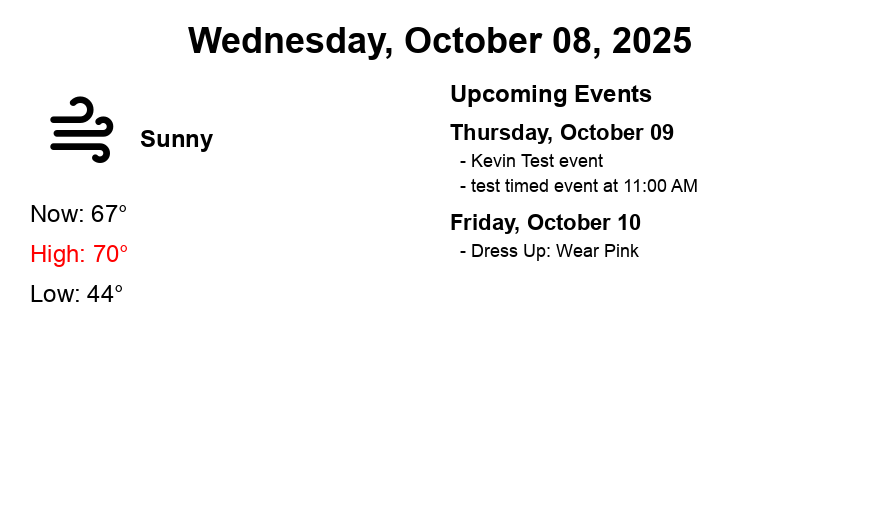 Wednesday, October 08, 2025
Sunny
Now: 67°
High: 70°
Low: 44°
Upcoming Events
Thursday, October 09
- Kevin Test event
- test timed event at 11:00 AM
Friday, October 10
- Dress Up: Wear Pink